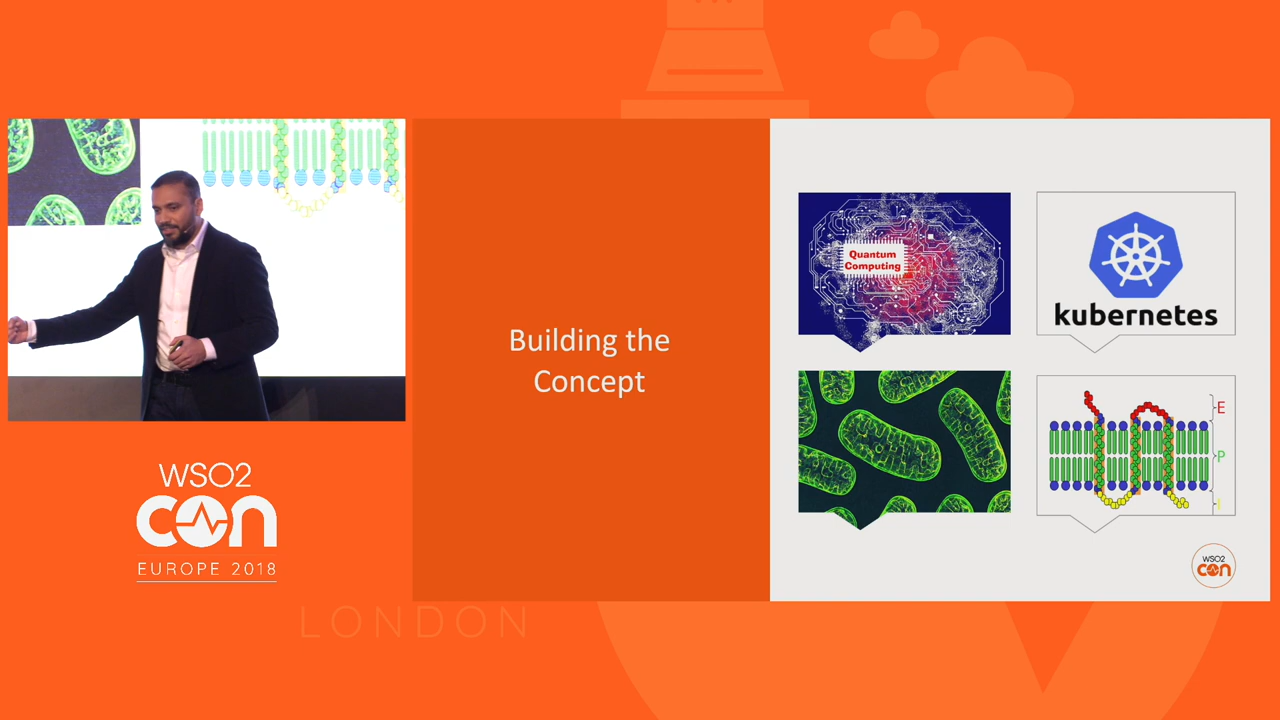 WSO2
CON
EUROPE 2018
LONDON
Building the
Concept
Quantum
Computing
kubernetes
E
P
I
WSO2
CON